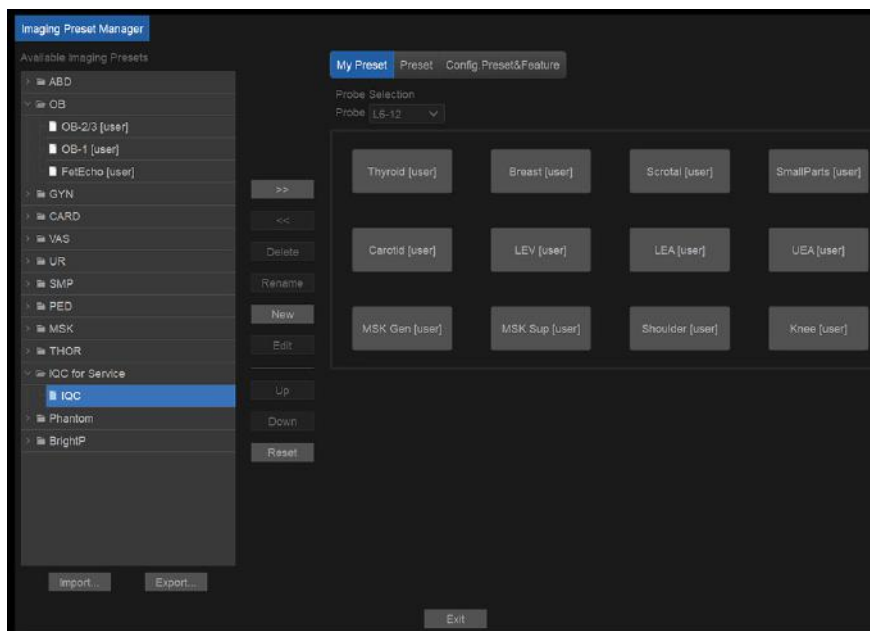 Imaging Preset Manager
Available Imaging Presets
ABD
OB
OB-2/3 [user]
OB-1 [user]
FetEcho [user]
GYN
CARD
VAS
UR
SMP
PED
MSK
THOR
IQC for Service
IQC
Phantom
BrightP
Import...
Export...
>>
<<
Delete
Rename
New
Edit
Up
Down
Reset
My Preset Preset Config Preset&Feature
Probe Selection
Probe L6-12
Thyroid [user] Breast [user] Scrotal [user] SmallParts [user]
Carotid [user] LEV [user] LEA [user] UEA [user]
MSK Gen [user] MSK Sup [user] Shoulder [user] Knee [user]
Exit